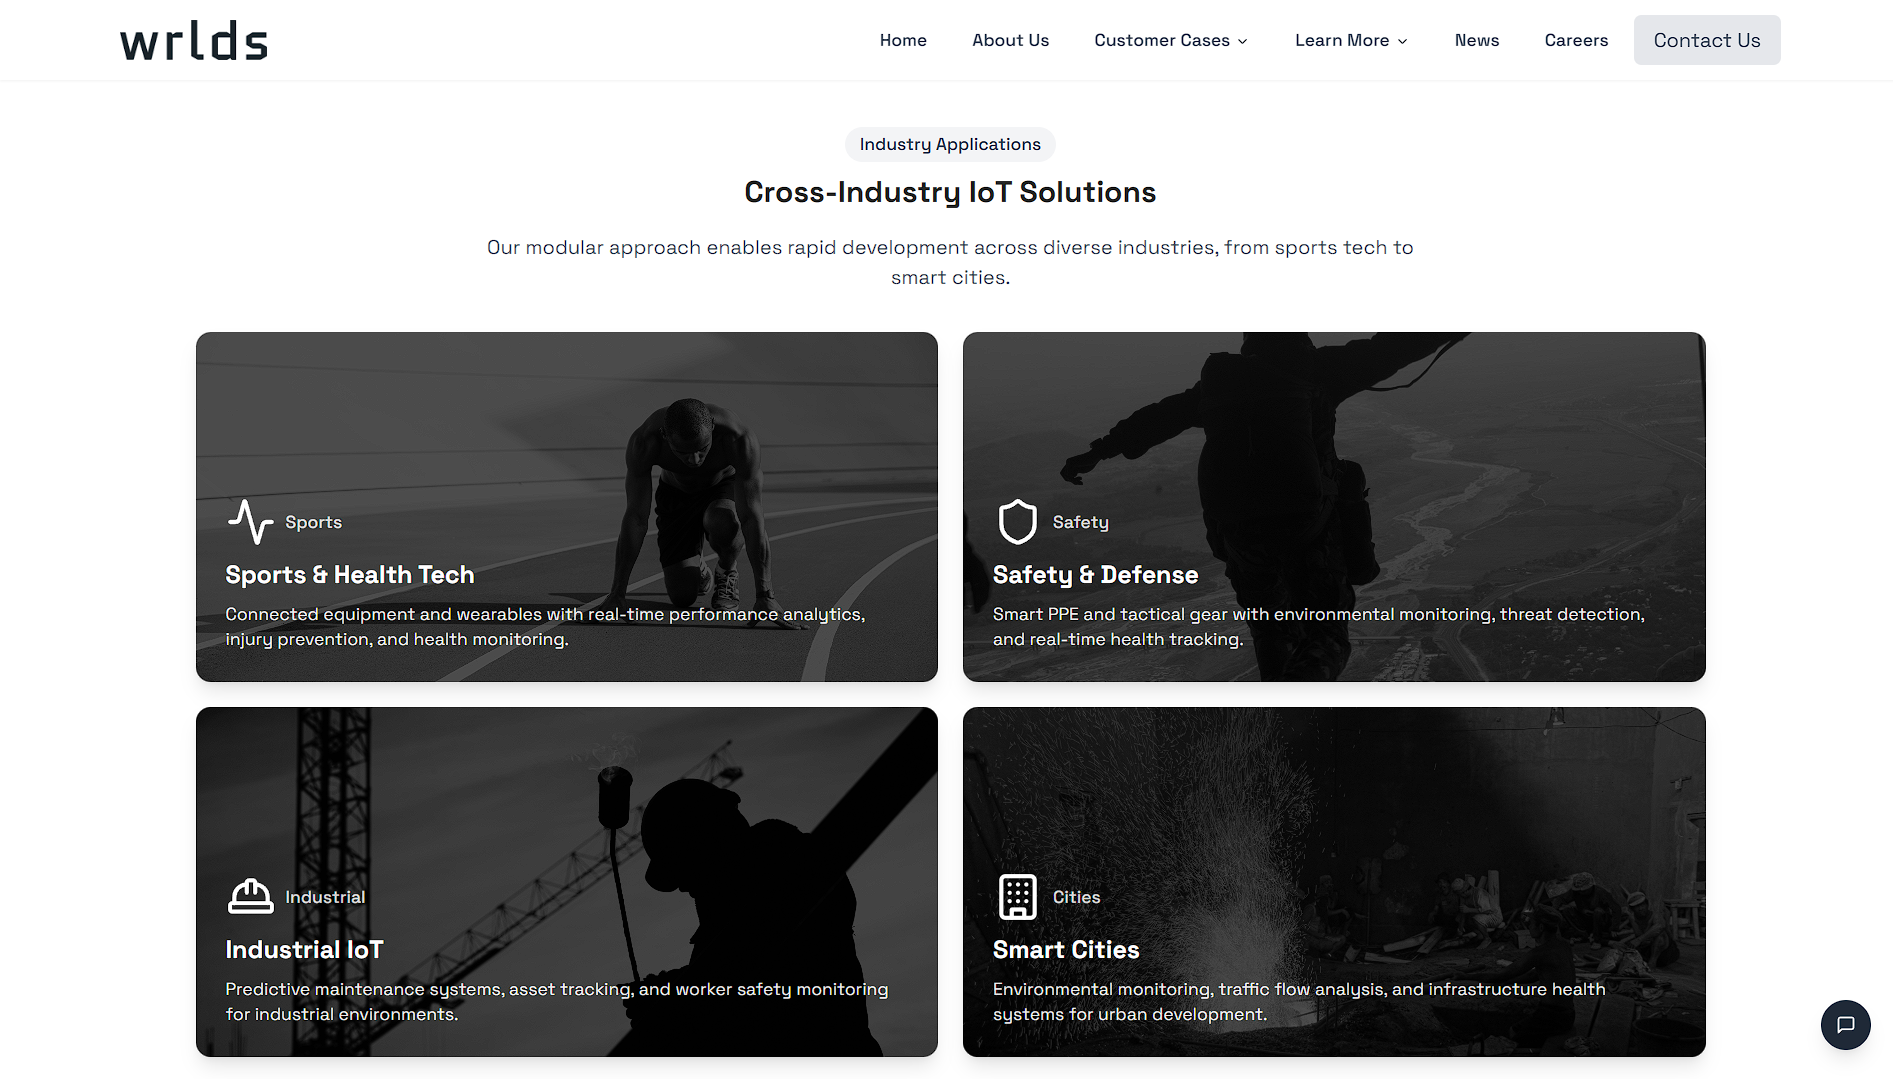 wrlds
Home
About Us
Customer Cases
Learn More
News
Careers
Contact Us
Industry Applications
Cross-Industry IoT Solutions
Our modular approach enables rapid development across diverse industries, from sports tech to
smart cities.
Sports
Sports & Health Tech
Connected equipment and wearables with real-time performance analytics,
injury prevention, and health monitoring.
Safety
Safety & Defense
Smart PPE and tactical gear with environmental monitoring, threat detection,
and real-time health tracking.
Industrial
Industrial IoT
Predictive maintenance systems, asset tracking, and worker safety monitoring
for industrial environments.
Cities
Smart Cities
Environmental monitoring, traffic flow analysis, and infrastructure health
systems for urban development.